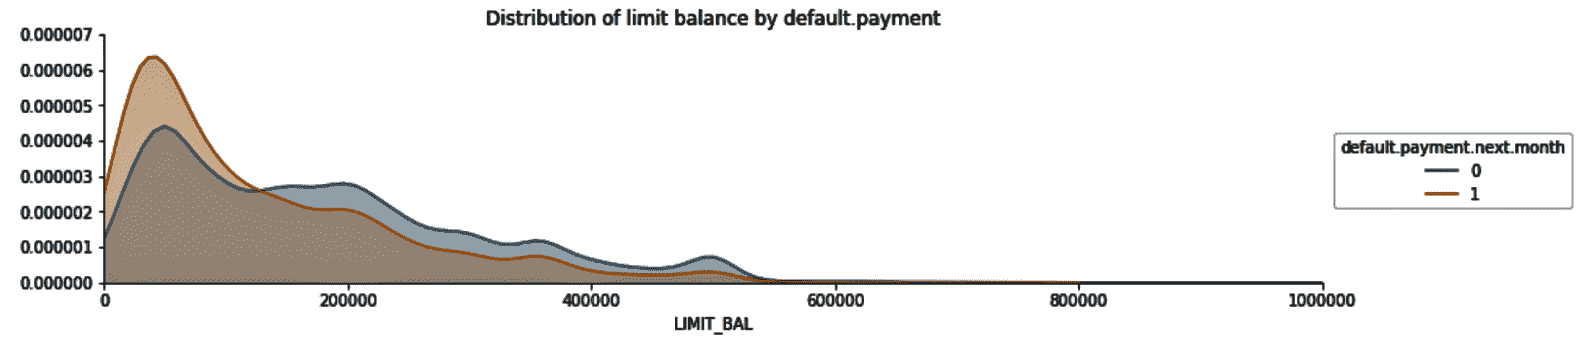 Distribution of limit balance by default.payment
0.000007
0.000006
0.000005
0.000004
0.000003
0.000002
0.000001
0.000000
0 200000 400000 600000 800000 1000000
LIMIT_BAL
default.payment.next.month
0
1